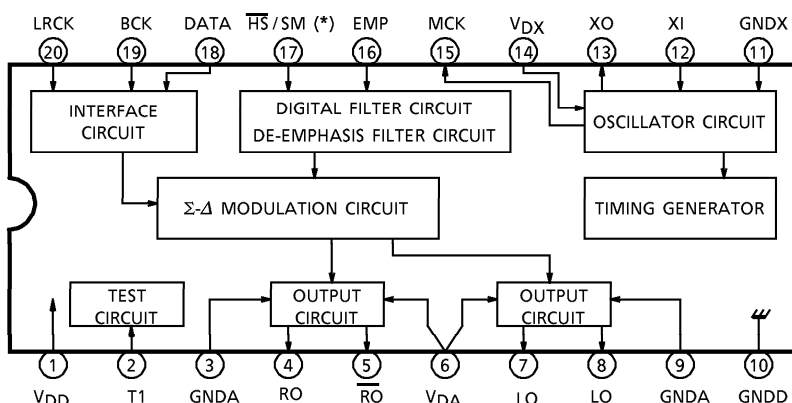 LRCK BCK DATA H̅S̅/SM (*) EMP MCK VDX XO XI GNDX
20 19 18 17 16 15 14 13 12 11
INTERFACE
CIRCUIT
DIGITAL FILTER CIRCUIT
DE-EMPHASIS FILTER CIRCUIT
OSCILLATOR CIRCUIT
Σ-Δ MODULATION CIRCUIT
TIMING GENERATOR
TEST
CIRCUIT
OUTPUT
CIRCUIT
OUTPUT
CIRCUIT
1 2 3 4 5 6 7 8 9 10
VDD T1 GNDA RO R̅O̅ VDA LO LO GNDA GNDD